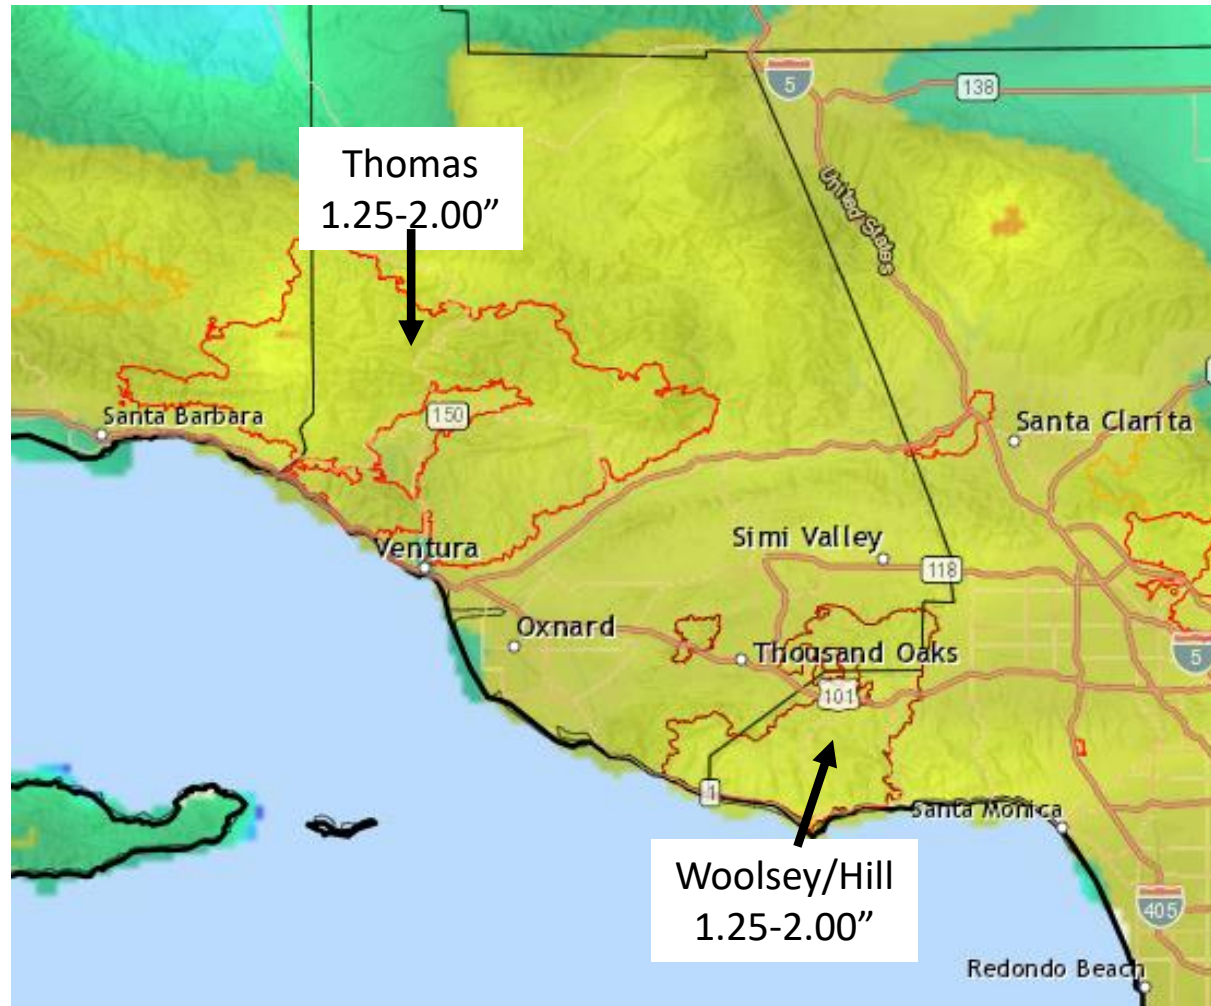 5
138
Thomas
1.25-2.00”
United States
150
Santa Barbara
Santa Clarita
Ventura
Simi Valley
118
Oxnard
Thousand Oaks
5
101
1
Santa Monica
Woolsey/Hill
1.25-2.00”
405
Redondo Beach